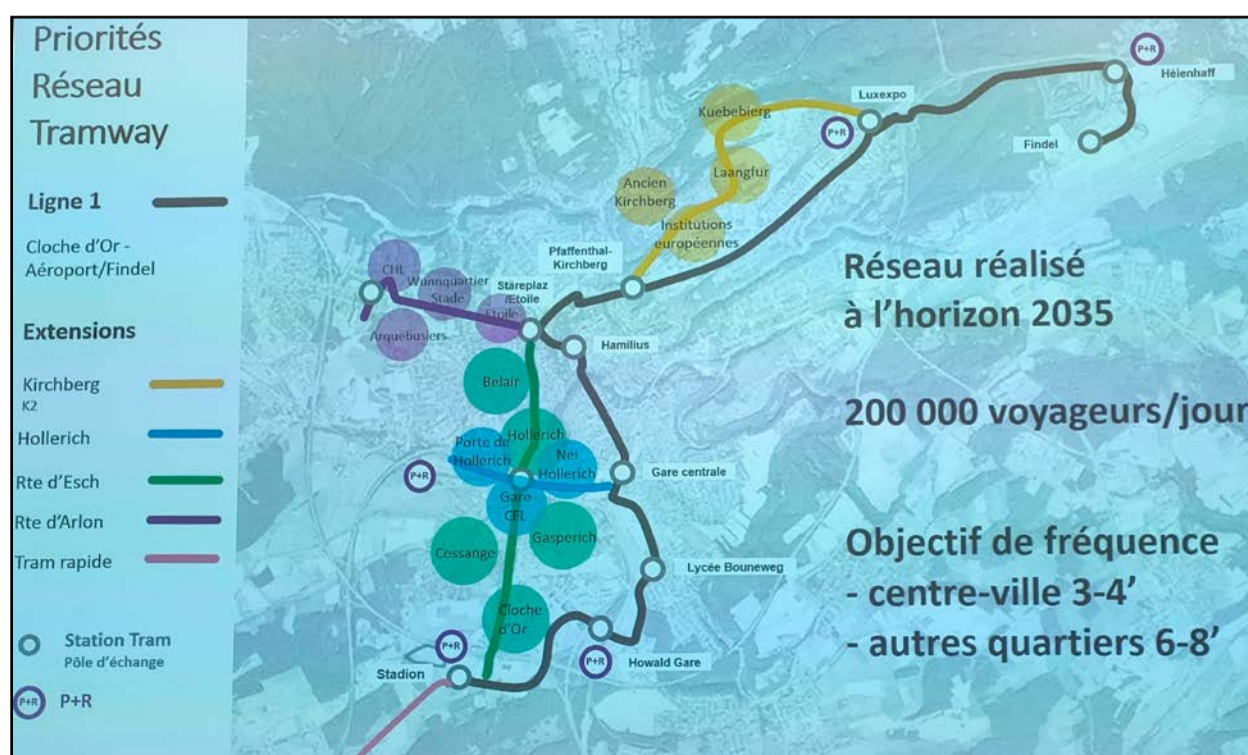 Priorités
Réseau
Tramway
Ligne 1
Cloche d'Or -
Aéroport/Findel
Extensions
Kirchberg
K2
Hollerich
Rte d'Esch
Rte d'Arlon
Tram rapide
Station Tram
Pôle d'échange
P+R
P+R
P+R
Héienhaff
Luxexpo
Kuebebierg
P+R
Findel
Laangfur
Ancien
Kirchberg
Institutions
européennes
Pfaffenthal-
Kirchberg
CHL
Wunnquartier
Stade
Stäreplaz
/Etoile
Etoile
Arquebusiers
Hamilius
Belair
Hollerich
Porte de
Hollerich
Nei
Hollerich
P+R
Gare centrale
Gare
CFL
Gasperich
Cessange
Lycée Bouneweg
Cloche
d'Or
P+R
P+R
Howald Gare
Stadion
Réseau réalisé
à l'horizon 2035
200 000 voyageurs/jour
Objectif de fréquence
- centre-ville 3-4'
- autres quartiers 6-8'